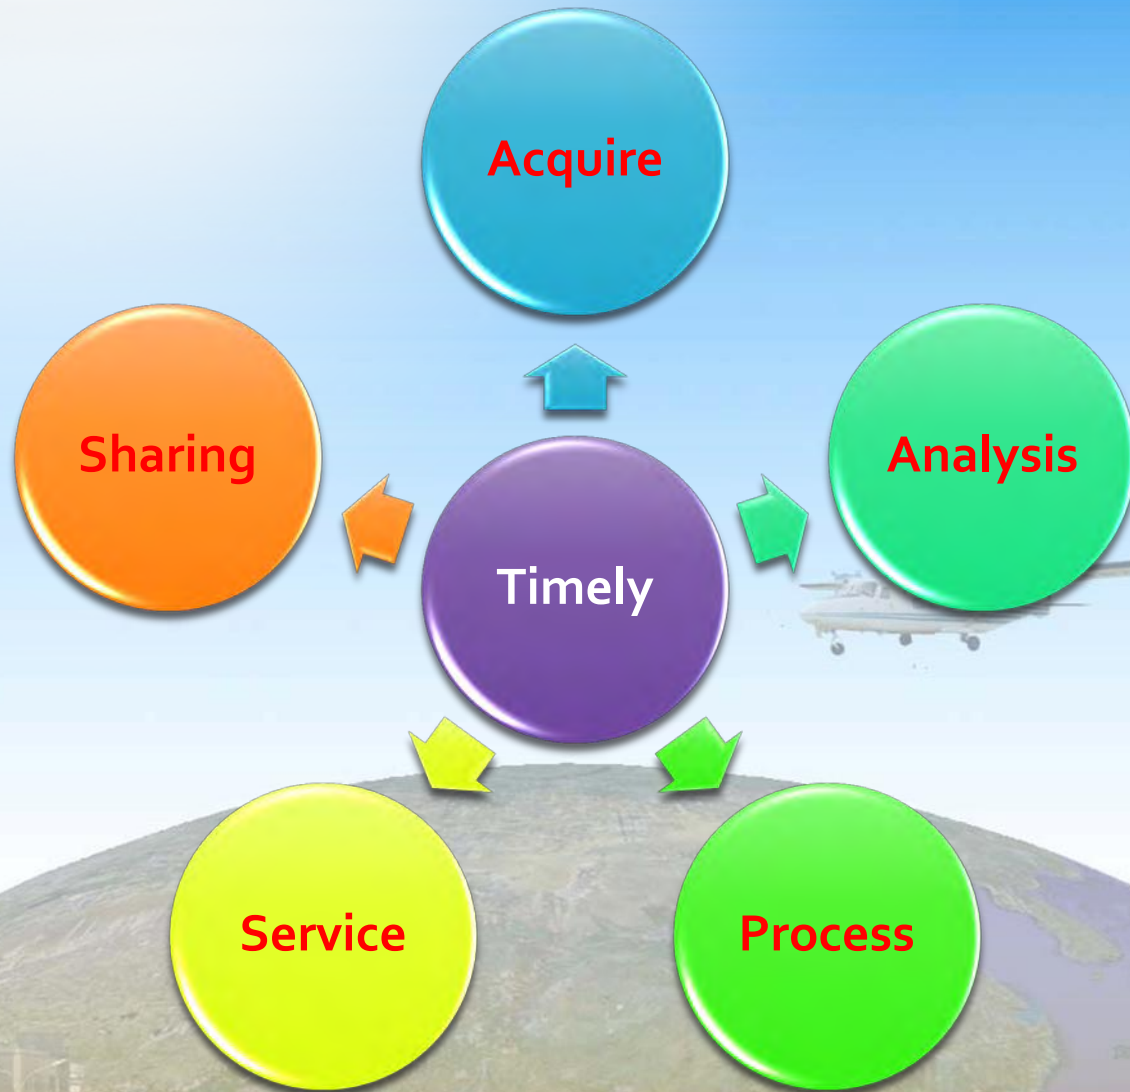 Acquire
Sharing
Analysis
Timely
Service
Process